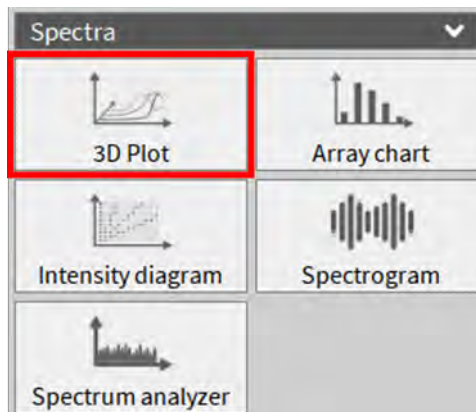 Spectra
3D Plot
Array chart
Intensity diagram
Spectrogram
Spectrum analyzer